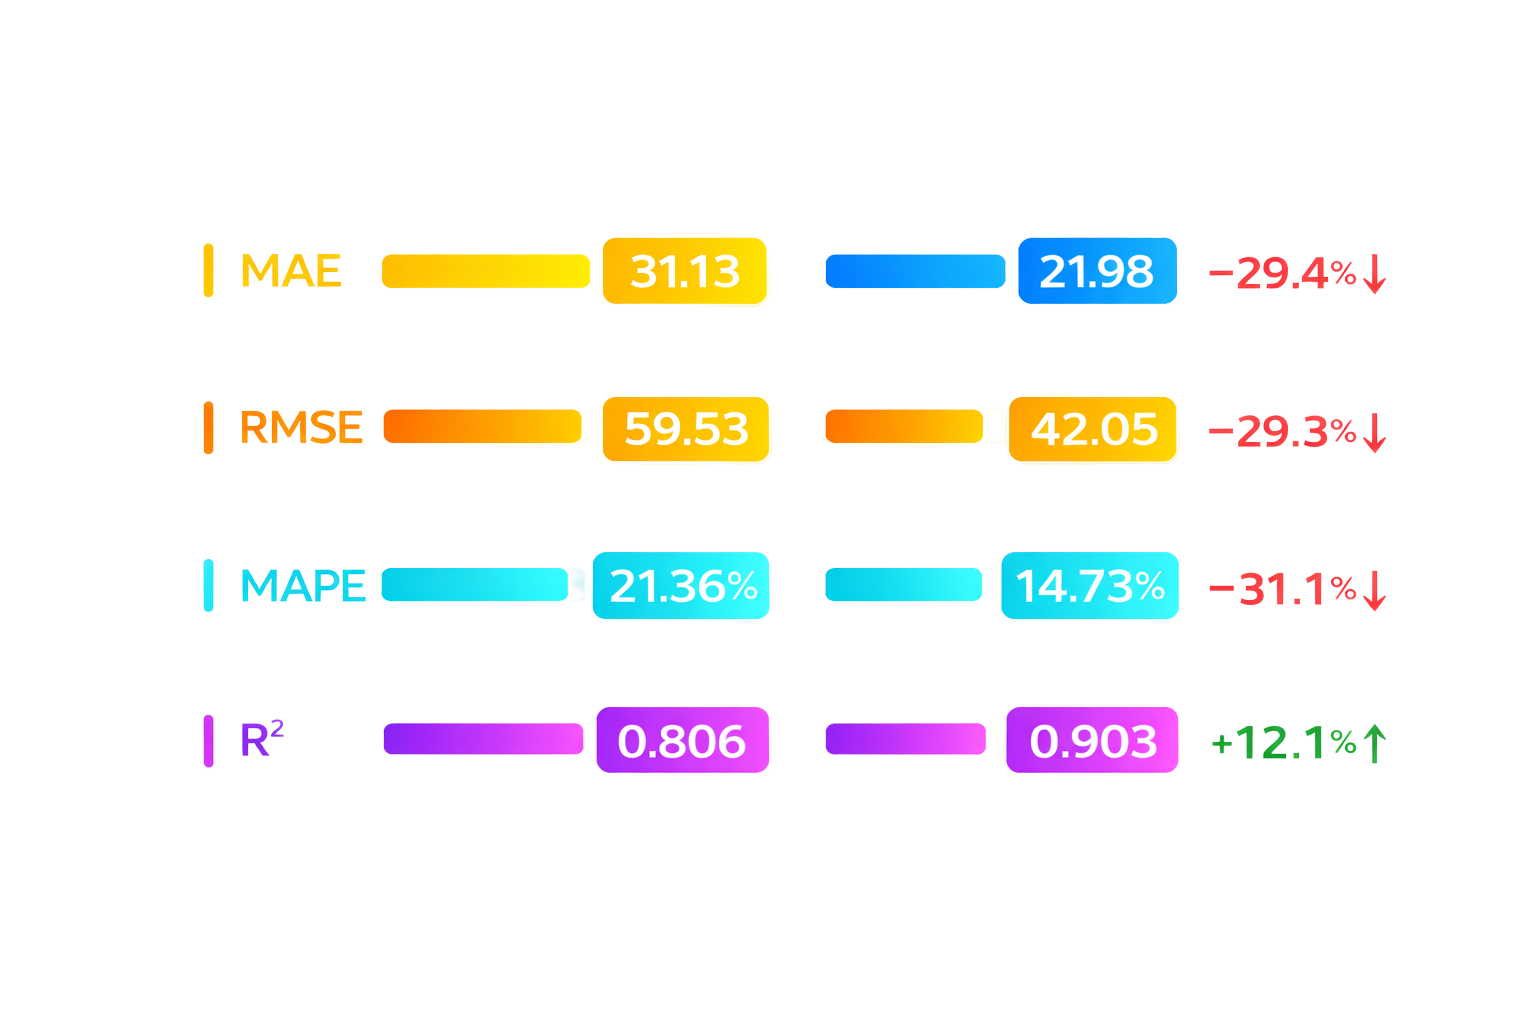 MAE 31.13 21.98 −29.4%↓
RMSE 59.53 42.05 −29.3%↓
MAPE 21.36% 14.73% −31.1%↓
R² 0.806 0.903 +12.1%↑